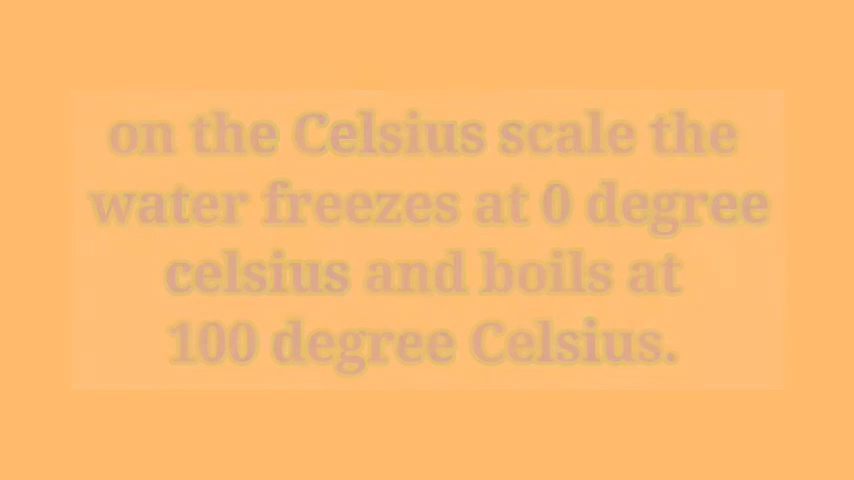 on the Celsius scale the
water freezes at 0 degree
celsius and boils at
100 degree Celsius.